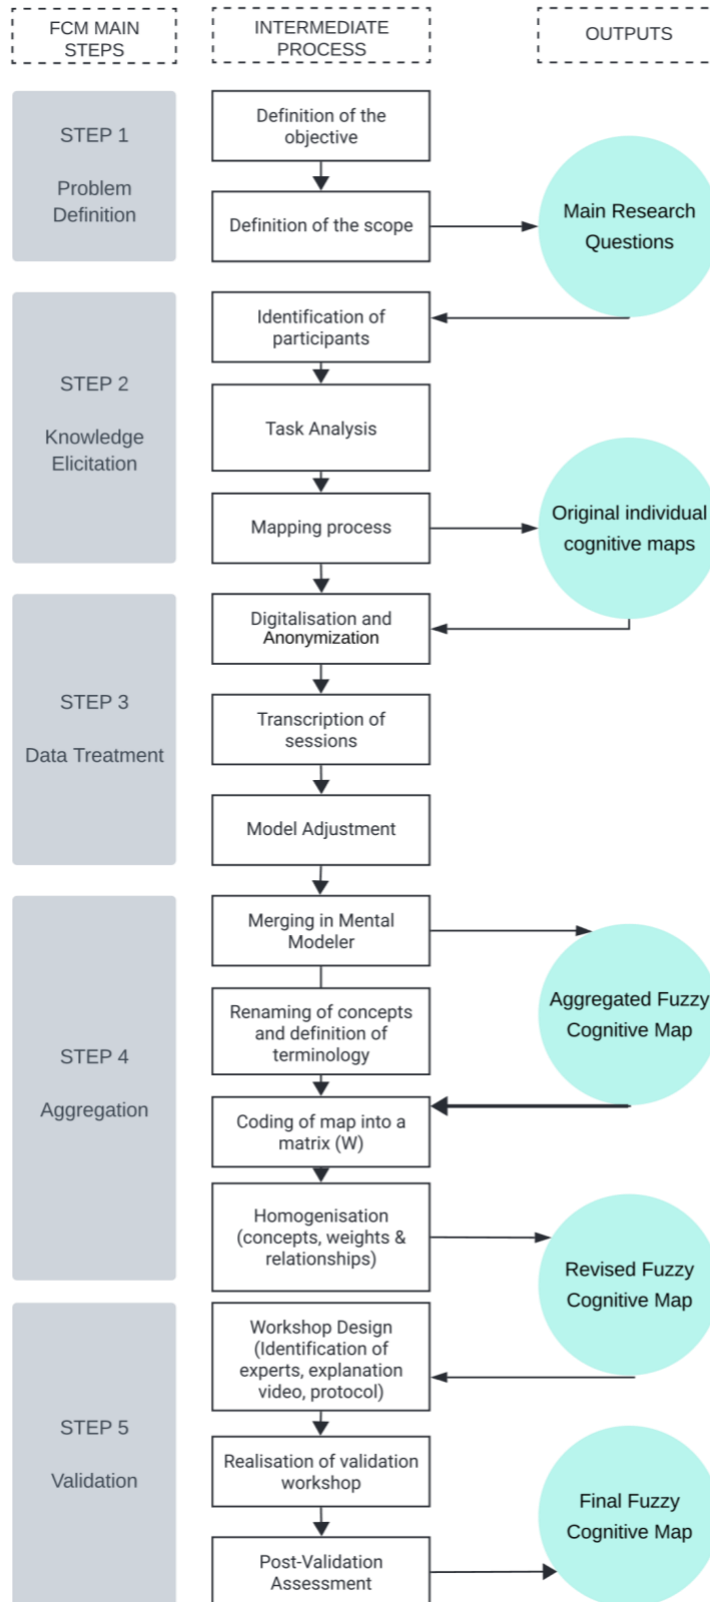 FCM MAIN
STEPS
INTERMEDIATE
PROCESS
OUTPUTS
STEP 1
Problem
Definition
Definition of the
objective
Definition of the scope
Main Research
Questions
STEP 2
Knowledge
Elicitation
Identification of
participants
Task Analysis
Mapping process
Original individual
cognitive maps
STEP 3
Data Treatment
Digitalisation and
Anonymization
Transcription of
sessions
Model Adjustment
STEP 4
Aggregation
Merging in Mental
Modeler
Renaming of concepts
and definition of
terminology
Aggregated Fuzzy
Cognitive Map
Coding of map into a
matrix (W)
Homogenisation
(concepts, weights &
relationships)
Revised Fuzzy
Cognitive Map
STEP 5
Validation
Workshop Design
(Identification of
experts, explanation
video, protocol)
Realisation of validation
workshop
Post-Validation
Assessment
Final Fuzzy
Cognitive Map